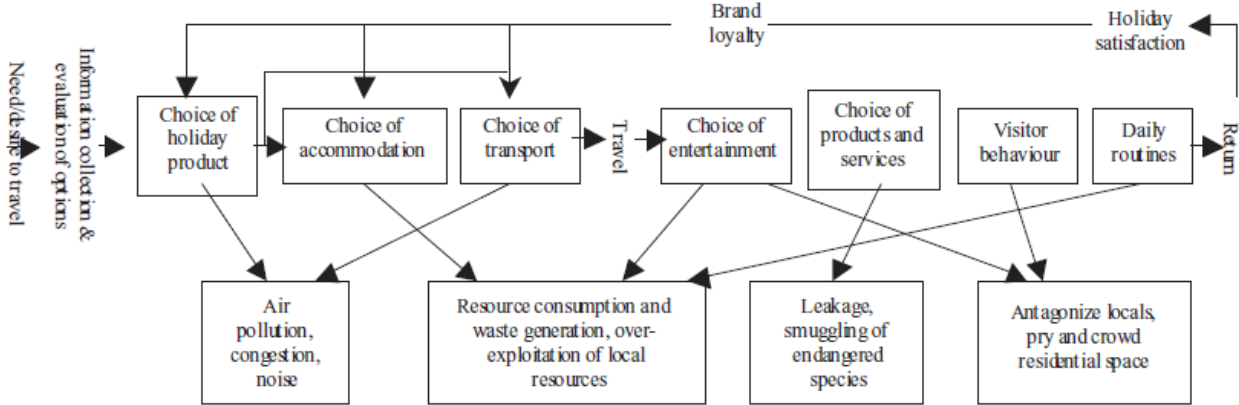 Brand
loyalty
Holiday
satisfaction
Need/desire to travel
Information collection &
evaluation of options
Choice of
holiday
product
Choice of
accommodation
Choice of
transport
Travel
Choice of
entertainment
Choice of
products and
services
Visitor
behaviour
Daily
routines
Return
Air
pollution,
congestion,
noise
Resource consumption and
waste generation, over-
exploitation of local
resources
Leakage,
smuggling of
endangered
species
Antagonize locals,
pry and crowd
residential space